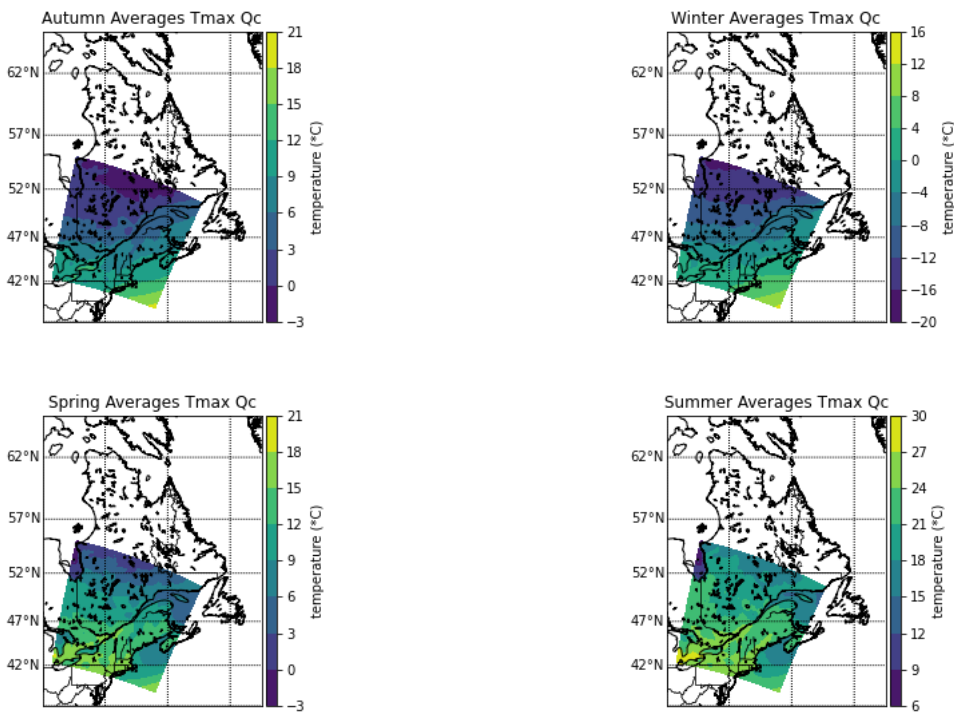 Autumn Averages Tmax Qc
62°N
57°N
52°N
47°N
42°N
21
18
15
12
9
6
3
0
−3
temperature (*C)
Winter Averages Tmax Qc
62°N
57°N
52°N
47°N
42°N
16
12
8
4
0
−4
−8
−12
−16
−20
temperature (*C)
Spring Averages Tmax Qc
62°N
57°N
52°N
47°N
42°N
21
18
15
12
9
6
3
0
−3
temperature (*C)
Summer Averages Tmax Qc
62°N
57°N
52°N
47°N
42°N
30
27
24
21
18
15
12
9
6
temperature (*C)